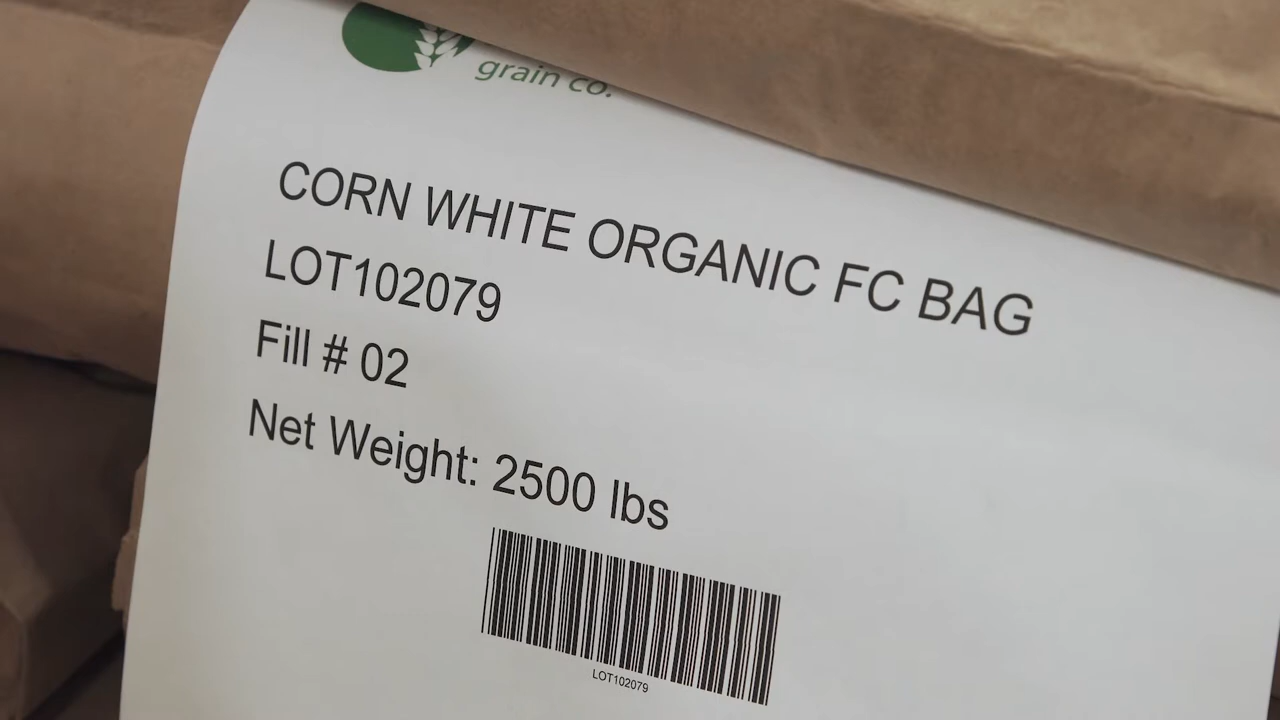 grain co.
CORN WHITE ORGANIC FC BAG
LOT102079
Fill # 02
Net Weight: 2500 lbs
LOT102079